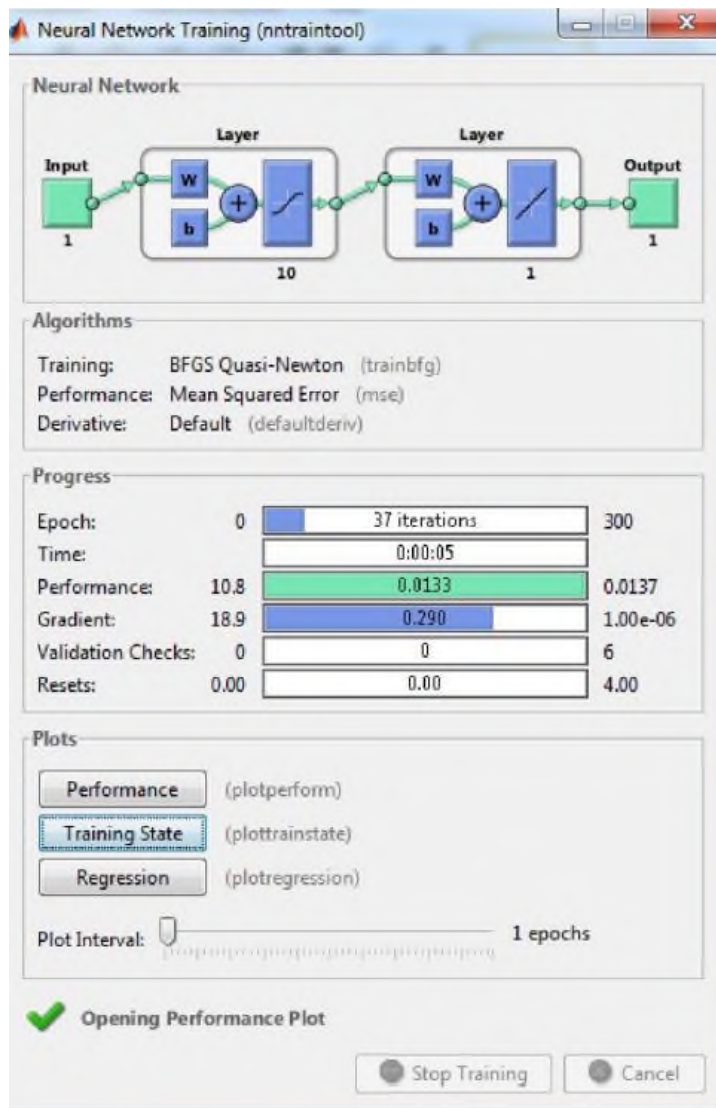 Neural Network Training (nntraintool)
Neural Network
Layer Layer
Input Output
W W
+ +
b b
1 1
10 1
Algorithms
Training: BFGS Quasi-Newton (trainbfg)
Performance: Mean Squared Error (mse)
Derivative: Default (defaultderiv)
Progress
Epoch: 0 37 iterations 300
Time: 0:00:05
Performance: 10.8 0.0133 0.0137
Gradient: 18.9 0.290 1.00e-06
Validation Checks: 0 0 6
Resets: 0.00 0.00 4.00
Plots
Performance (plotperform)
Training State (plottrainstate)
Regression (plotregression)
Plot Interval: 1 epochs
Opening Performance Plot
Stop Training Cancel